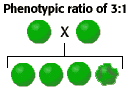 Phenotypic ratio of 3:1
X